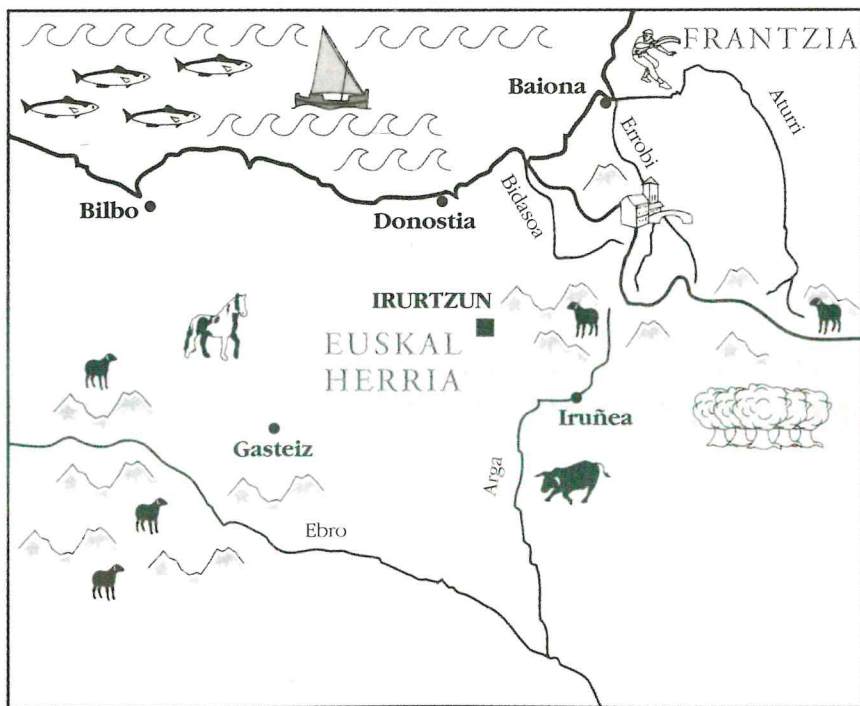 FRANTZIA
Baiona
Errobi
Aturri
Bilbo
Donostia
Bidasoa
IRURTZUN
EUSKAL
HERRIA
Iruñea
Gasteiz
Arga
Ebro